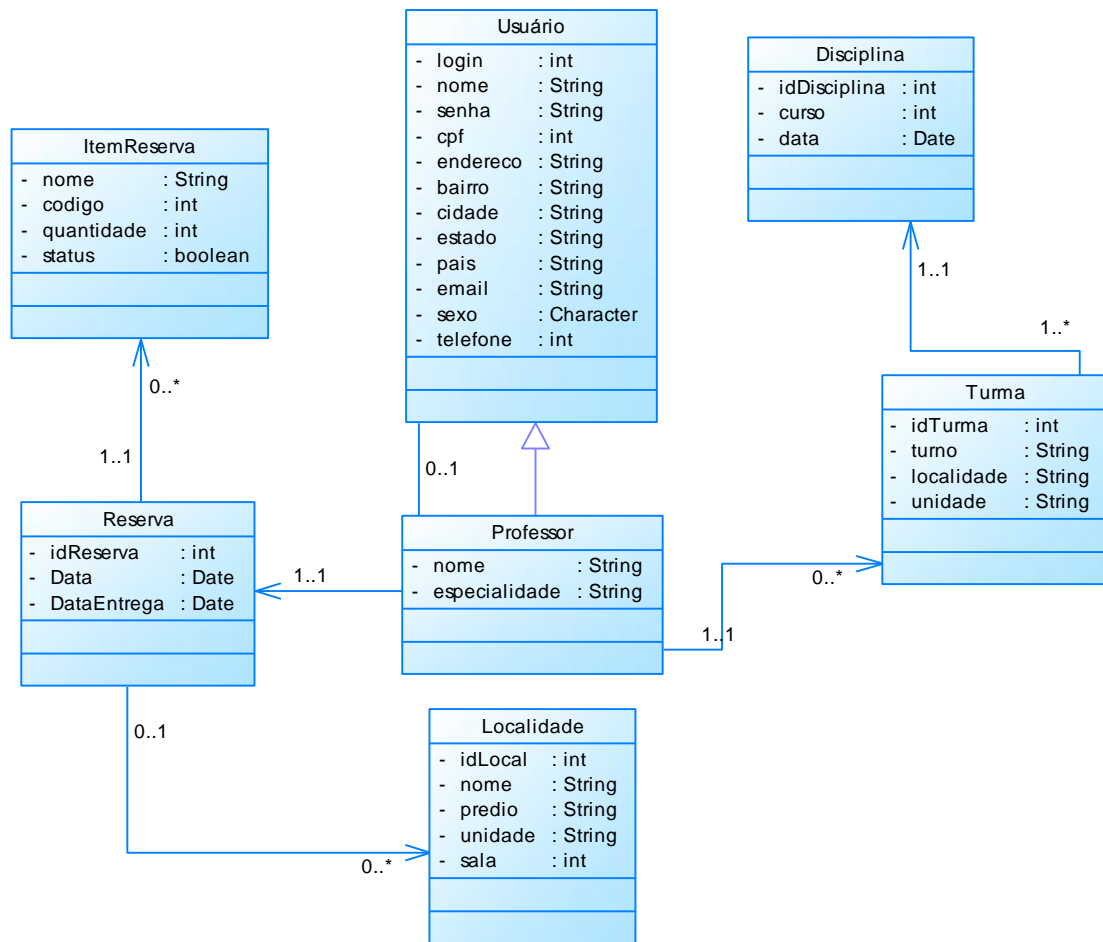 Usuário
- login : int
- nome : String
- senha : String
- cpf : int
- endereco : String
- bairro : String
- cidade : String
- estado : String
- pais : String
- email : String
- sexo : Character
- telefone : int
Disciplina
- idDisciplina : int
- curso : int
- data : Date
ItemReserva
- nome : String
- codigo : int
- quantidade : int
- status : boolean
1..1
1..*
0..*
1..1
0..1
Turma
- idTurma : int
- turno : String
- localidade : String
- unidade : String
Reserva
- idReserva : int
- Data : Date
- DataEntrega : Date
1..1
Professor
- nome : String
- especialidade : String
0..*
1..1
0..1
Localidade
- idLocal : int
- nome : String
- predio : String
- unidade : String
- sala : int
0..*